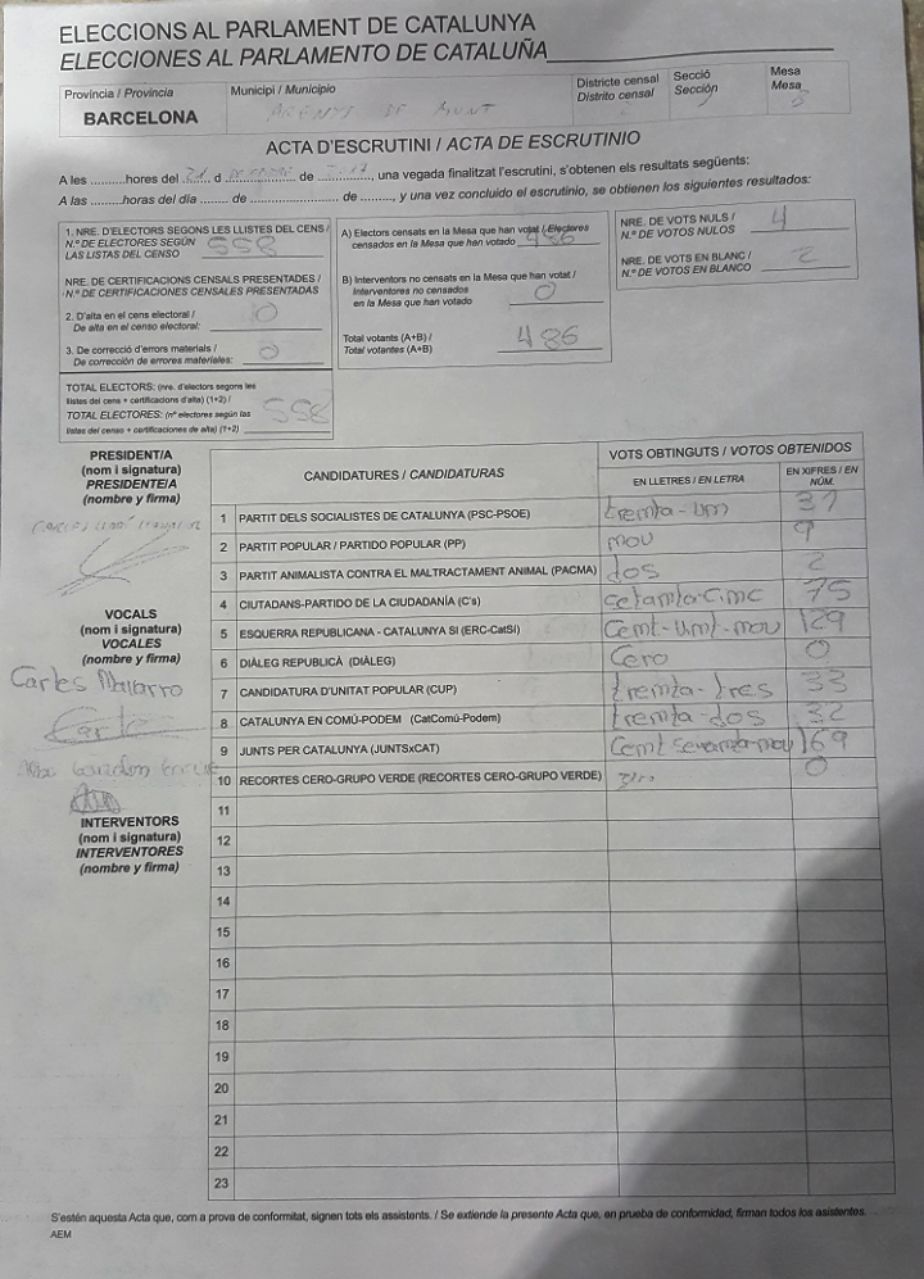 ELECCIONS AL PARLAMENT DE CATALUNYA
ELECCIONES AL PARLAMENTO DE CATALUÑA
Província / Provincia
BARCELONA
Municipi / Municipio
ARENYS DE MUNT
Districte censal
Distrito censal
Secció
Sección
Mesa
Mesa
ACTA D'ESCRUTINI / ACTA DE ESCRUTINIO
A les ..........hores del 21 d ................ de 2017, una vegada finalitzat l'escrutini, s'obtenen els resultats següents:
A las ..........horas del día ....... de ....................... de ........, y una vez concluido el escrutinio, se obtienen los siguientes resultados:
1. NRE. D'ELECTORS SEGONS LES LLISTES DEL CENS /
N.º DE ELECTORES SEGÚN
LAS LISTAS DEL CENSO
558
NRE. DE CERTIFICACIONS CENSALS PRESENTADES /
N.º DE CERTIFICACIONES CENSALES PRESENTADAS
2. D'alta en el cens electoral /
De alta en el censo electoral: 0
3. De correcció d'errors materials /
De corrección de errores materiales: 0
TOTAL ELECTORS: (nre. d'electors segons les
llistes del cens + certificacions d'alta) (1+2) /
TOTAL ELECTORES: (nº electores según las
listas del censo + certificaciones de alta) (1+2) 558
A) Electors censats en la Mesa que han votat / Electores
censados en la Mesa que han votado 486
B) Interventors no censats en la Mesa que han votat /
Interventores no censados
en la Mesa que han votado 0
Total votants (A+B) /
Total votantes (A+B) 486
NRE. DE VOTS NULS /
N.º DE VOTOS NULOS 4
NRE. DE VOTS EN BLANC /
N.º DE VOTOS EN BLANCO 2
PRESIDENT/A
(nom i signatura)
PRESIDENTE/A
(nombre y firma)
VOCALS
(nom i signatura)
VOCALES
(nombre y firma)
Carles Navarro
INTERVENTORS
(nom i signatura)
INTERVENTORES
(nombre y firma)
CANDIDATURES / CANDIDATURAS
VOTS OBTINGUTS / VOTOS OBTENIDOS
EN LLETRES / EN LETRA
EN XIFRES / EN NÚM.
1 PARTIT DELS SOCIALISTES DE CATALUNYA (PSC-PSOE) trenta-un 31
2 PARTIT POPULAR / PARTIDO POPULAR (PP) nou 9
3 PARTIT ANIMALISTA CONTRA EL MALTRACTAMENT ANIMAL (PACMA) dos 2
4 CIUTADANS-PARTIDO DE LA CIUDADANÍA (C's) cetanta-cinc 75
5 ESQUERRA REPUBLICANA - CATALUNYA SI (ERC-CatSÍ) Cent-vint-nou 129
6 DIÀLEG REPUBLICÀ (DIÀLEG) Cero 0
7 CANDIDATURA D'UNITAT POPULAR (CUP) trenta-tres 33
8 CATALUNYA EN COMÚ-PODEM (CatComú-Podem) trenta-dos 32
9 JUNTS PER CATALUNYA (JUNTSxCAT) Cent 169
10 RECORTES CERO-GRUPO VERDE (RECORTES CERO-GRUPO VERDE) 0
11
12
13
14
15
16
17
18
19
20
21
22
23
S'estén aquesta Acta que, com a prova de conformitat, signen tots els assistents. / Se extiende la presente Acta que, en prueba de conformidad, firman todos los asistentes.
AEM